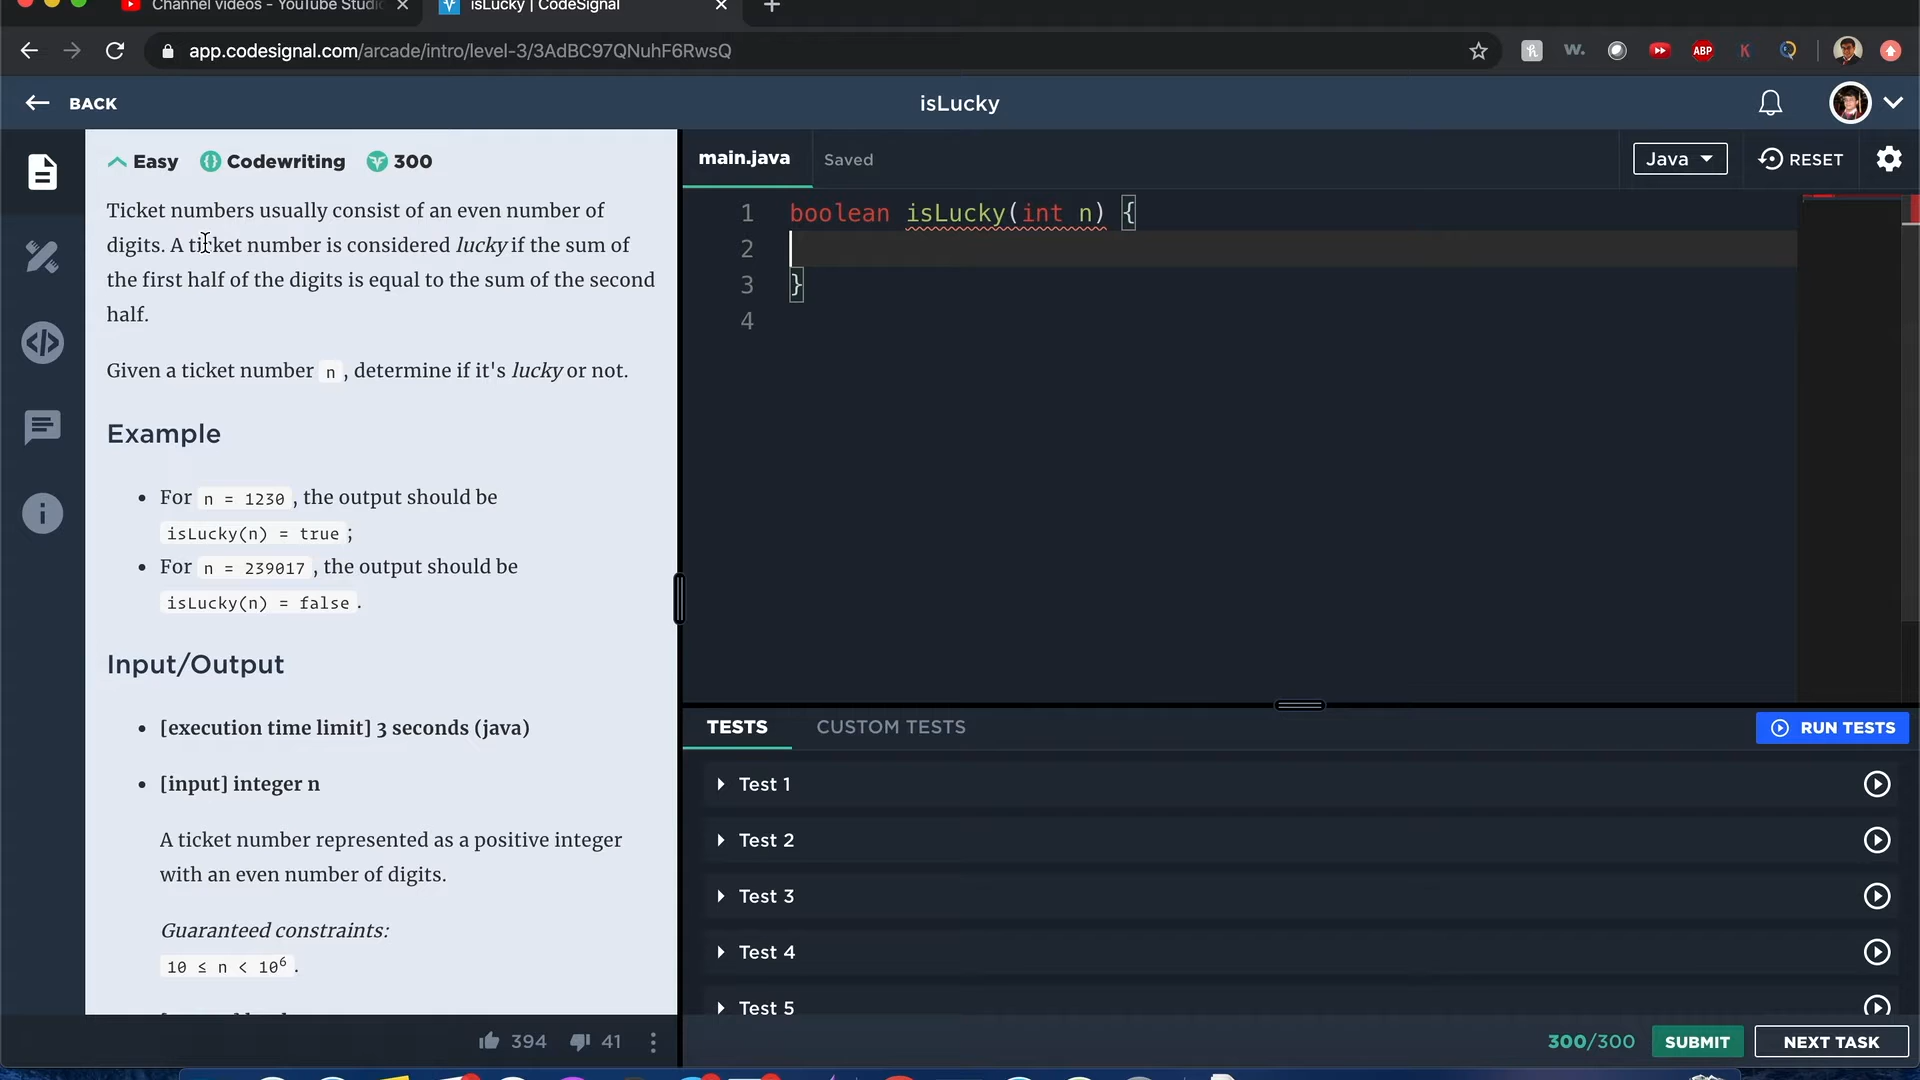 Channel videos - YouTube Studio
isLucky | CodeSignal
app.codesignal.com/arcade/intro/level-3/3AdBC97QNuhF6RwsQ
w.
ABP
K
BACK
isLucky
Easy
Codewriting
300
Ticket numbers usually consist of an even number of
digits. A ticket number is considered lucky if the sum of
the first half of the digits is equal to the sum of the second
half.
Given a ticket number n, determine if it's lucky or not.
Example
• For n = 1230, the output should be
isLucky(n) = true;
• For n = 239017, the output should be
isLucky(n) = false.
Input/Output
• [execution time limit] 3 seconds (java)
• [input] integer n
A ticket number represented as a positive integer
with an even number of digits.
Guaranteed constraints:
10 ≤ n < 10⁶.
394
41
main.java
Saved
Java
RESET
1 boolean isLucky(int n) {
2
3 }
4
TESTS
CUSTOM TESTS
RUN TESTS
Test 1
Test 2
Test 3
Test 4
Test 5
300/300
SUBMIT
NEXT TASK